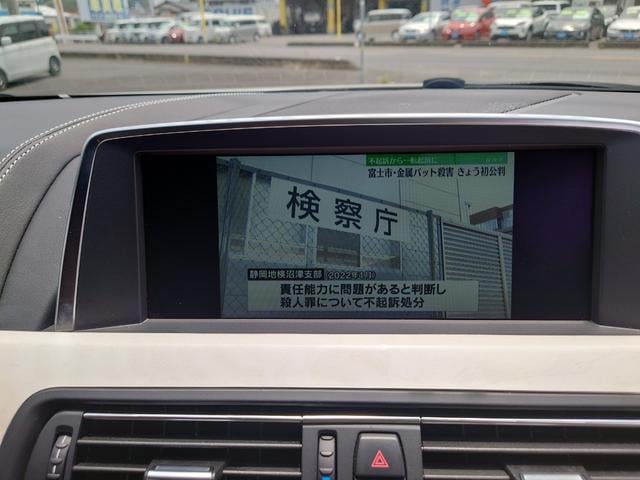 不起訴から一転起訴に
富士市・金属バット殺害 きょう初公判
検察庁
静岡地検沼津支部(2022年1月)
責任能力に問題があると判断し
殺人罪について不起訴処分